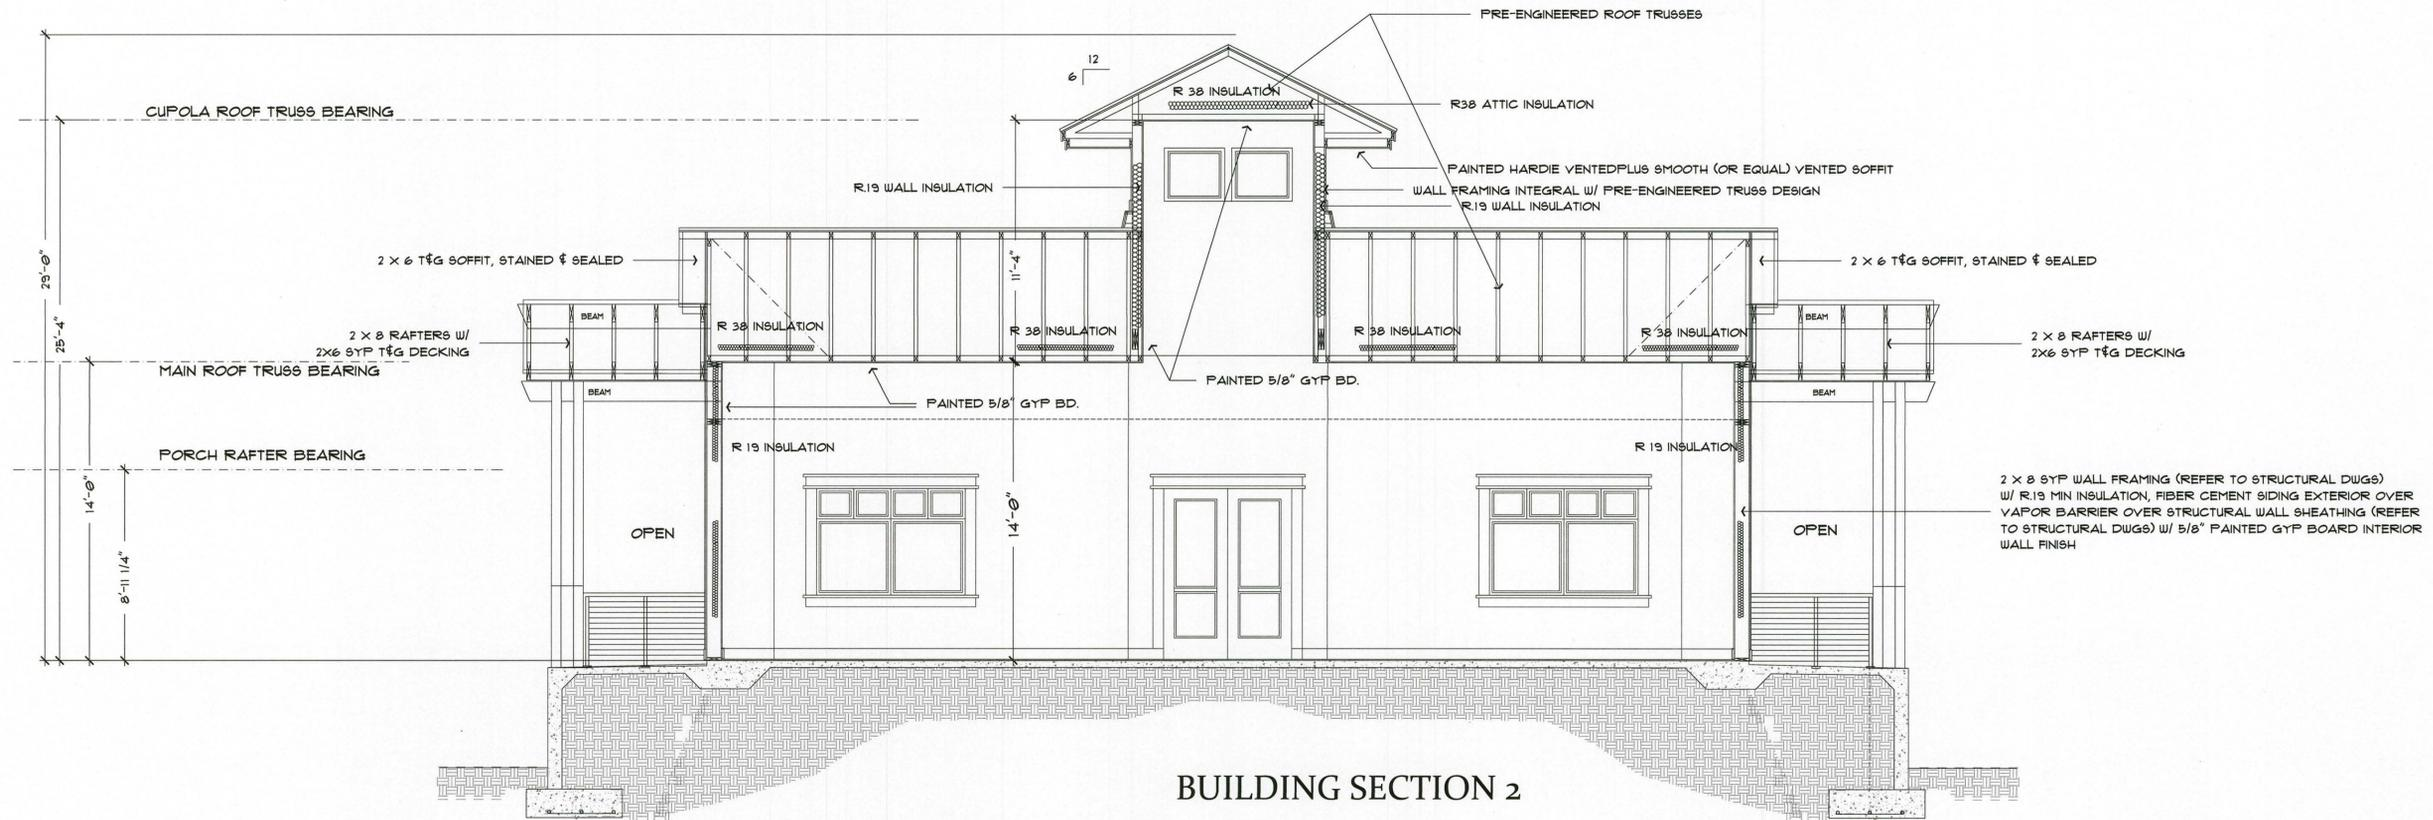 PRE-ENGINEERED ROOF TRUSSES
12
6
R 38 INSULATION
R38 ATTIC INSULATION
CUPOLA ROOF TRUSS BEARING
PAINTED HARDIE VENTEDPLUS SMOOTH (OR EQUAL) VENTED SOFFIT
R.19 WALL INSULATION
WALL FRAMING INTEGRAL W/ PRE-ENGINEERED TRUSS DESIGN
R.19 WALL INSULATION
29'-0"
25'-4"
11'-4"
2 X 6 T&G SOFFIT, STAINED & SEALED
2 X 6 T&G SOFFIT, STAINED & SEALED
BEAM
BEAM
2 X 8 RAFTERS W/
2X6 SYP T&G DECKING
R 38 INSULATION
R 38 INSULATION
R 38 INSULATION
R 38 INSULATION
2 X 8 RAFTERS W/
2X6 SYP T&G DECKING
MAIN ROOF TRUSS BEARING
PAINTED 5/8" GYP BD.
BEAM
BEAM
PAINTED 5/8" GYP BD.
PORCH RAFTER BEARING
R 19 INSULATION
R 19 INSULATION
14'-0"
8'-11 1/4"
14'-0"
OPEN
OPEN
2 X 8 SYP WALL FRAMING (REFER TO STRUCTURAL DWGS)
W/ R.19 MIN INSULATION, FIBER CEMENT SIDING EXTERIOR OVER
VAPOR BARRIER OVER STRUCTURAL WALL SHEATHING (REFER
TO STRUCTURAL DWGS) W/ 5/8" PAINTED GYP BOARD INTERIOR
WALL FINISH
BUILDING SECTION 2